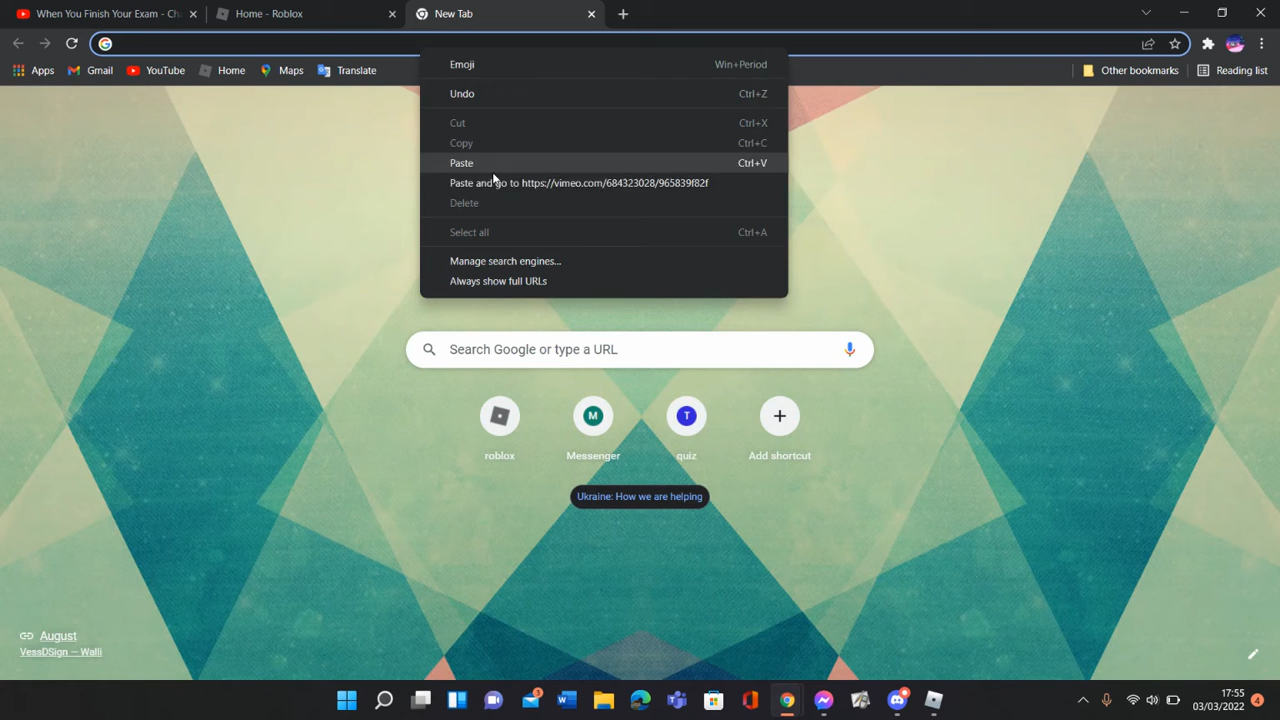 When You Finish Your Exam - Ch
Home - Roblox
New Tab
Apps
Gmail
YouTube
Home
Maps
Translate
Other bookmarks
Reading list
Emoji Win+Period
Undo Ctrl+Z
Cut Ctrl+X
Copy Ctrl+C
Paste Ctrl+V
Paste and go to https://vimeo.com/684323028/965839f82f
Delete
Select all Ctrl+A
Manage search engines...
Always show full URLs
Search Google or type a URL
M
T
roblox
Messenger
quiz
Add shortcut
Ukraine: How we are helping
August
VessDSign — Walli
17:55
03/03/2022
4